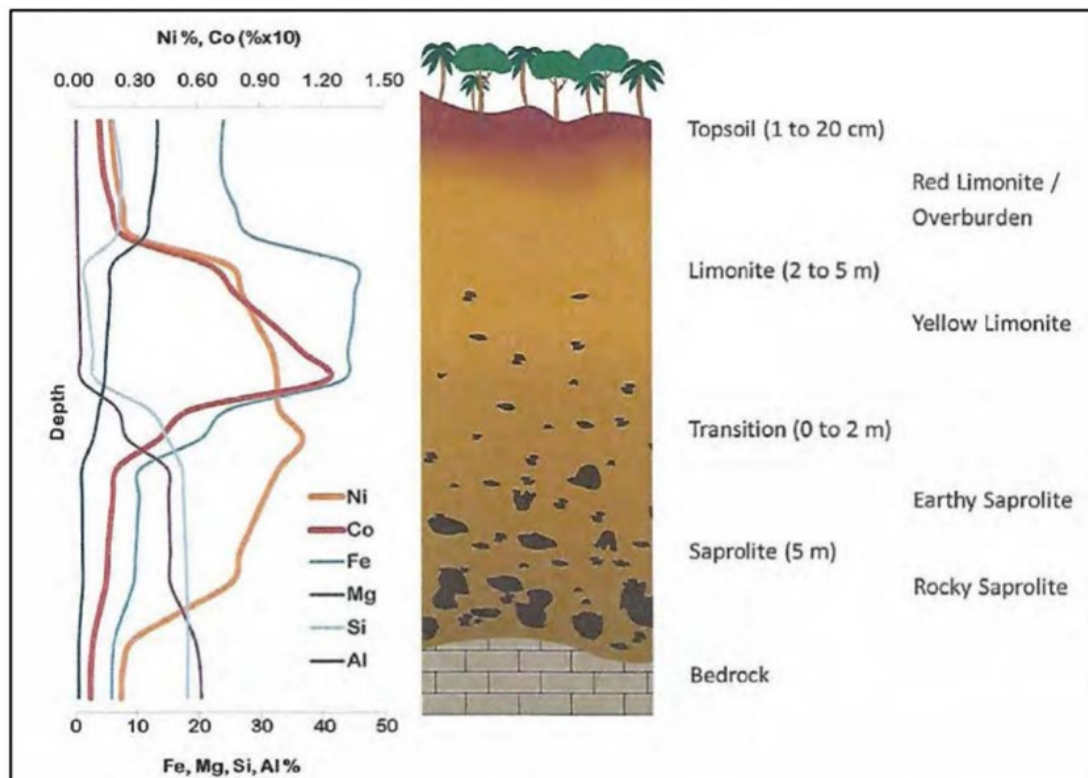 Ni %, Co (%x10)
0.00 0.30 0.60 0.90 1.20 1.50
Depth
Ni
Co
Fe
Mg
Si
Al
0 10 20 30 40 50
Fe, Mg, Si, Al %
Topsoil (1 to 20 cm)
Red Limonite /
Overburden
Limonite (2 to 5 m)
Yellow Limonite
Transition (0 to 2 m)
Earthy Saprolite
Saprolite (5 m)
Rocky Saprolite
Bedrock